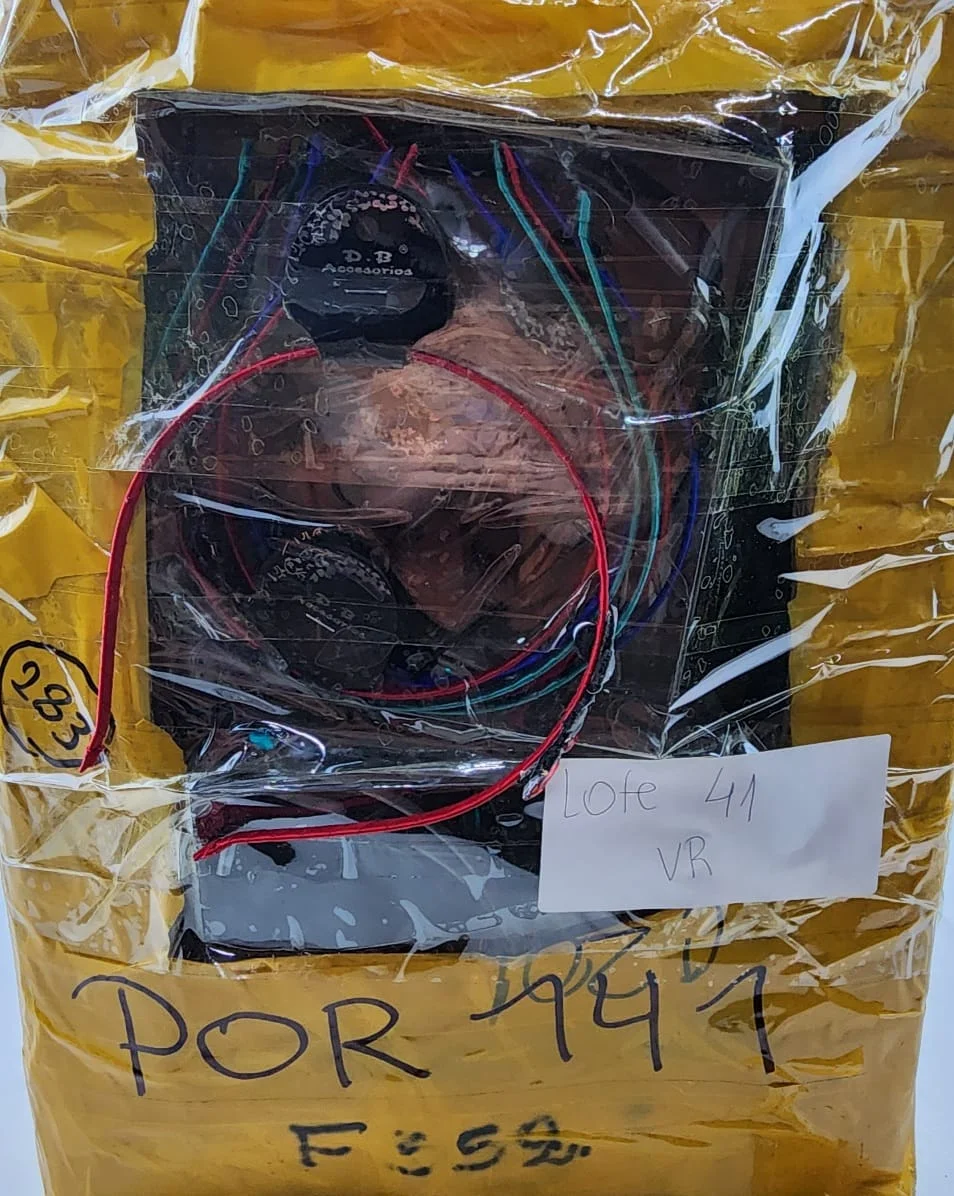 D.B®
Accesorios
283
Lote 41
VR
POR 141
F